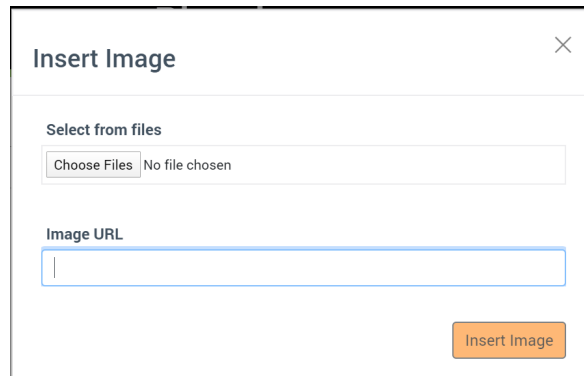 Insert Image
Select from files
Choose Files No file chosen
Image URL
Insert Image